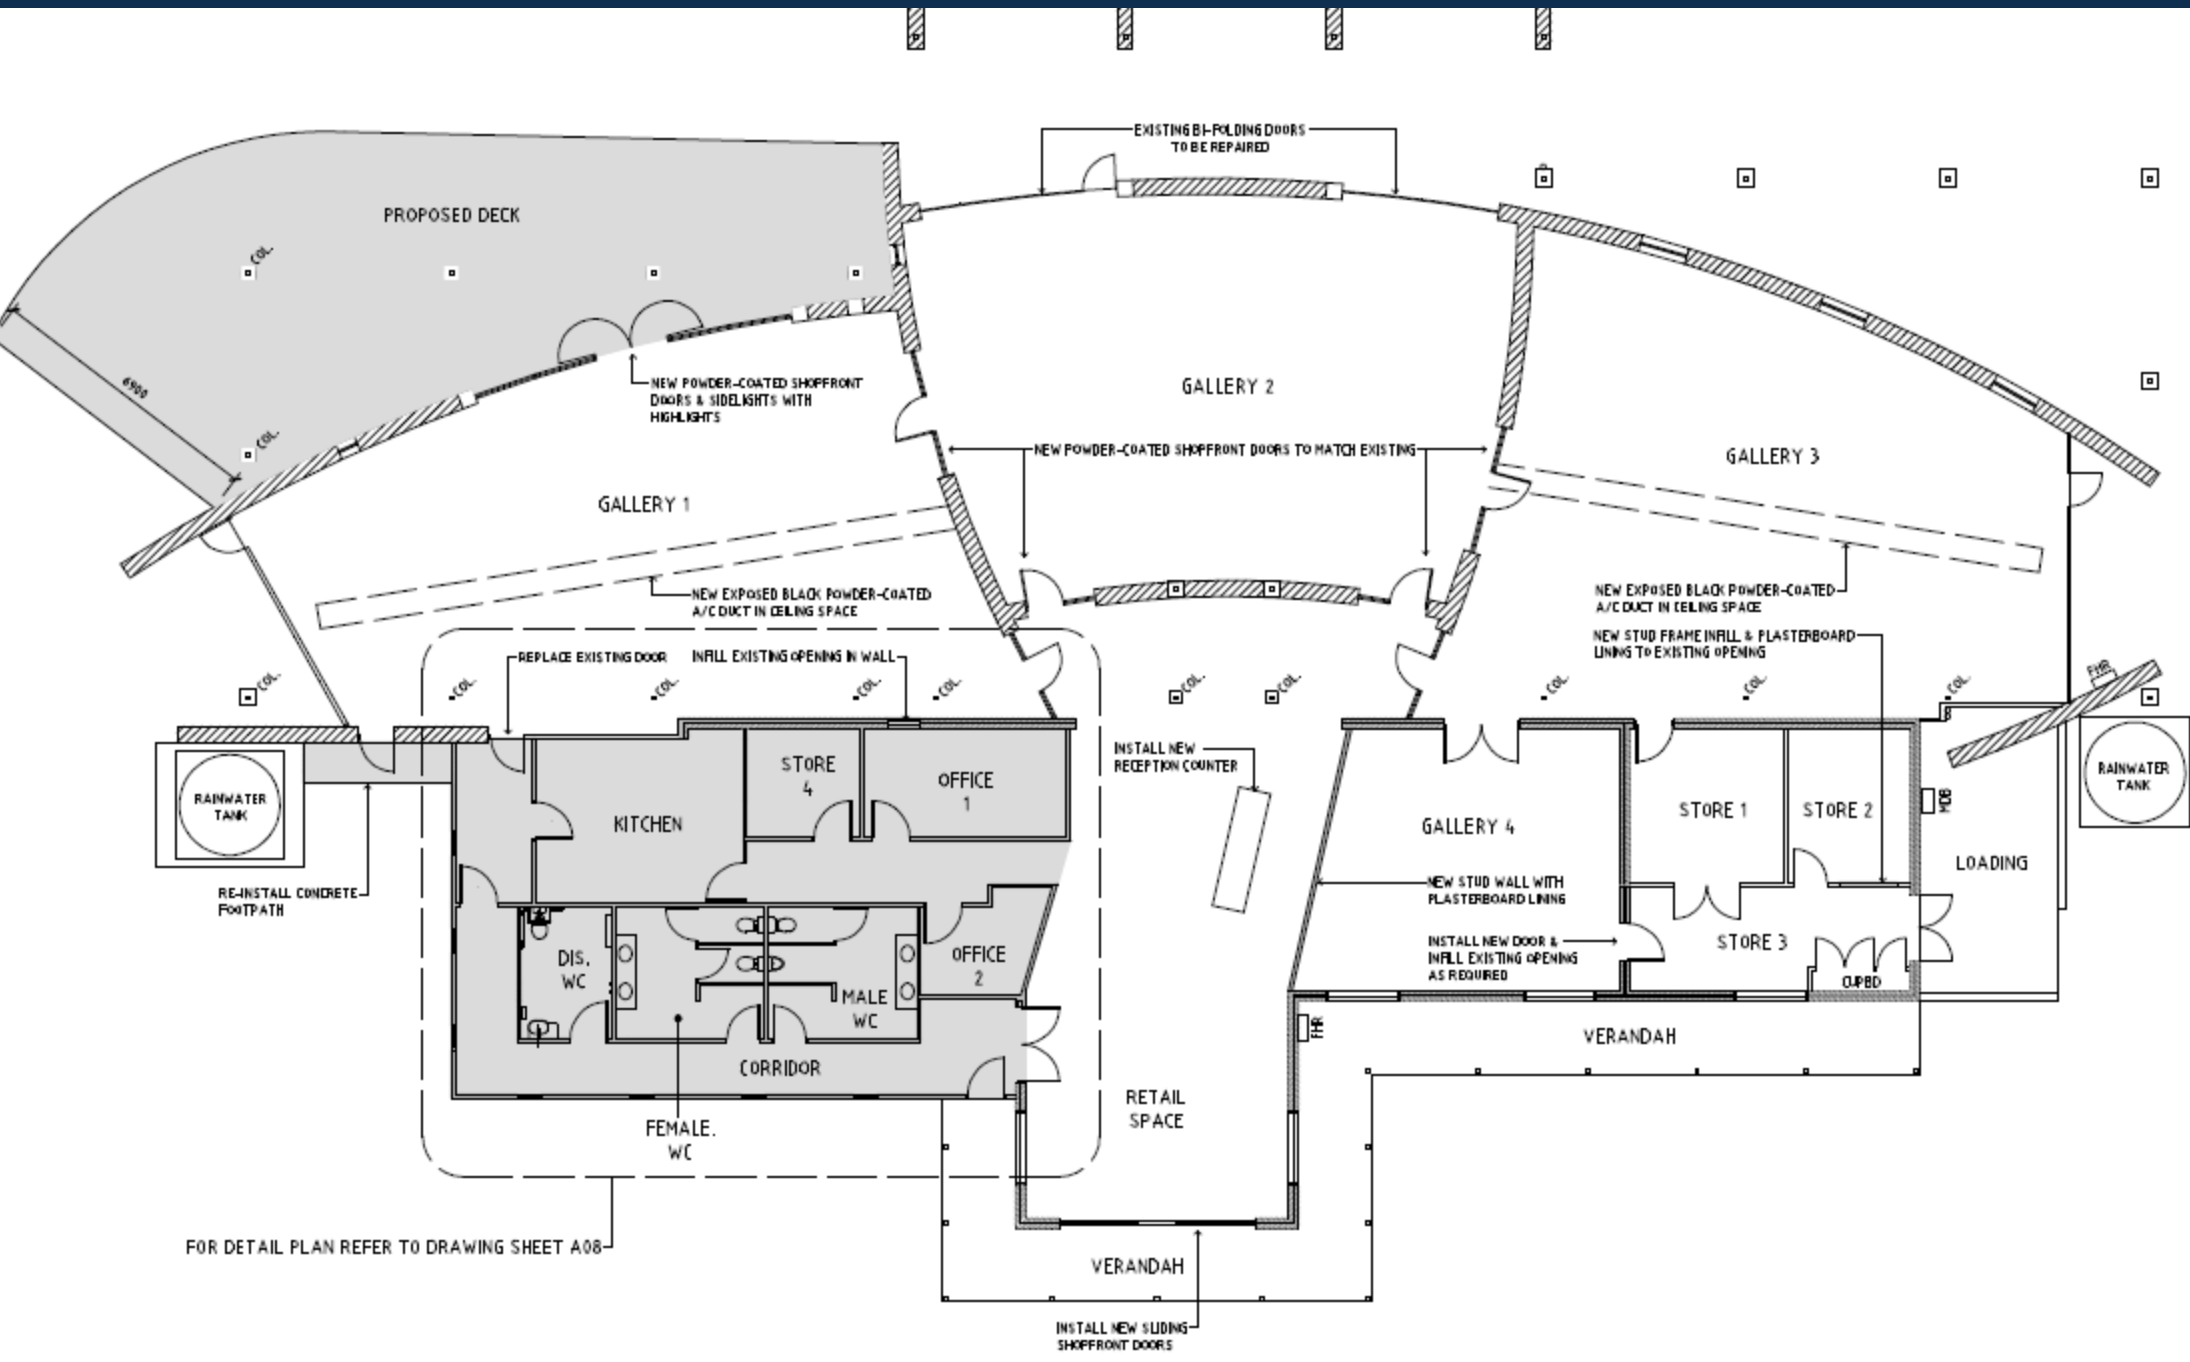 EXISTING BI-FOLDING DOORS
TO BE REPAIRED
PROPOSED DECK
COL.
6900
COL.
NEW POWDER-COATED SHOPFRONT
DOORS & SIDELIGHTS WITH
HIGHLIGHTS
GALLERY 2
NEW POWDER-COATED SHOPFRONT DOORS TO MATCH EXISTING
GALLERY 3
GALLERY 1
NEW EXPOSED BLACK POWDER-COATED
A/C DUCT IN CEILING SPACE
NEW EXPOSED BLACK POWDER-COATED
A/C DUCT IN CEILING SPACE
NEW STUD FRAME INFILL & PLASTERBOARD
LINING TO EXISTING OPENING
REPLACE EXISTING DOOR
INFILL EXISTING OPENING IN WALL
FHR
COL.
COL.
COL.
COL.
COL.
COL.
COL.
COL.
COL.
COL.
INSTALL NEW
RECEPTION COUNTER
STORE
4
OFFICE
1
KITCHEN
RAINWATER
TANK
RAINWATER
TANK
MDB
STORE 1
STORE 2
GALLERY 4
LOADING
RE-INSTALL CONCRETE
FOOTPATH
NEW STUD WALL WITH
PLASTERBOARD LINING
INSTALL NEW DOOR &
INFILL EXISTING OPENING
AS REQUIRED
STORE 3
CUPBD
DIS.
WC
OFFICE
2
MALE
WC
FHR
VERANDAH
CORRIDOR
RETAIL
SPACE
FEMALE.
WC
FOR DETAIL PLAN REFER TO DRAWING SHEET A08
VERANDAH
INSTALL NEW SLIDING
SHOPFRONT DOORS